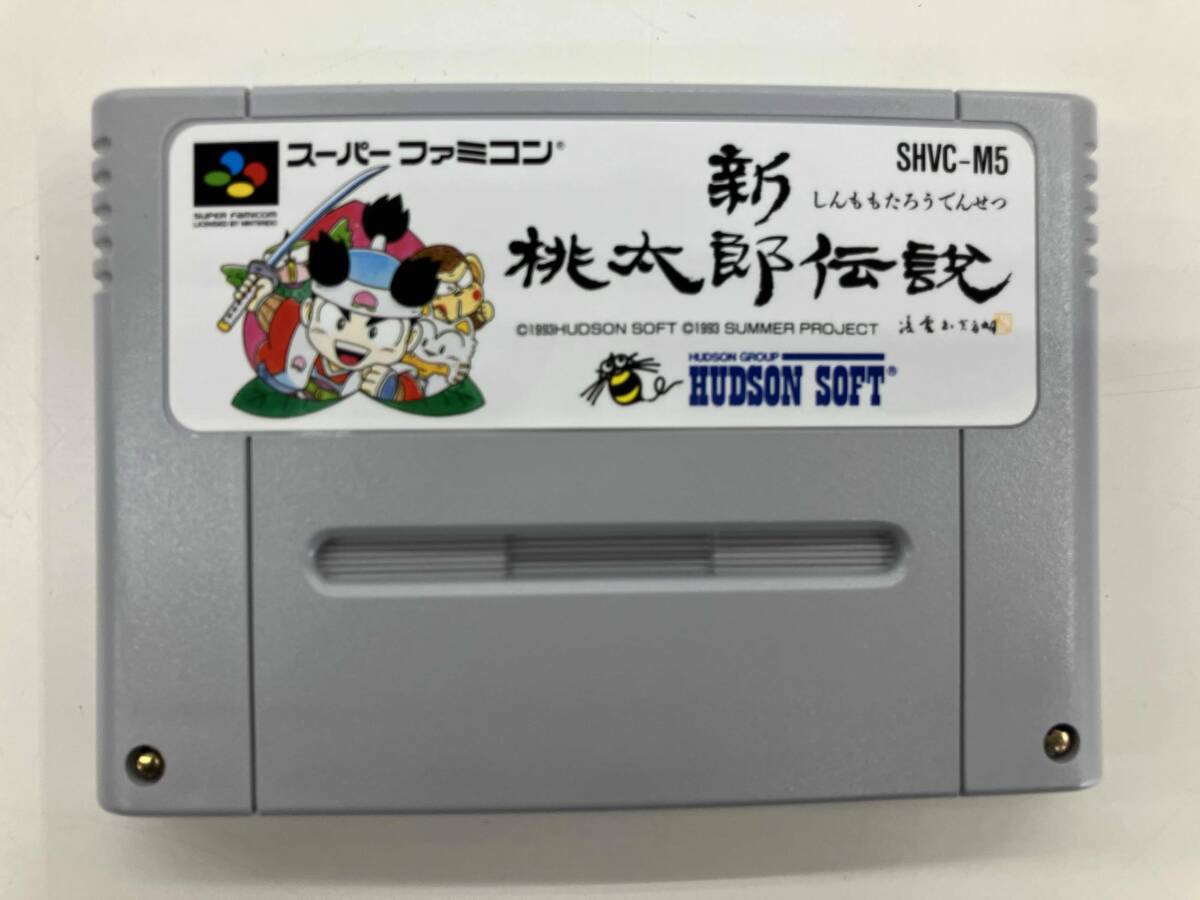 スーパーファミコン®
SUPER FAMICOM
LICENSED BY NINTENDO
SHVC-M5
新
しんももたろうでんせつ
桃太郎伝説
©1993HUDSON SOFT ©1993 SUMMER PROJECT
HUDSON GROUP
HUDSON SOFT®